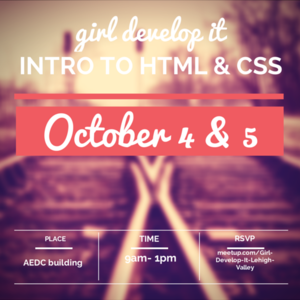 girl develop it
INTRO TO HTML & CSS
October 4 & 5
PLACE
AEDC building
TIME
9am- 1pm
RSVP
meetup.com/Girl-
Develop-It-Lehigh-
Valley